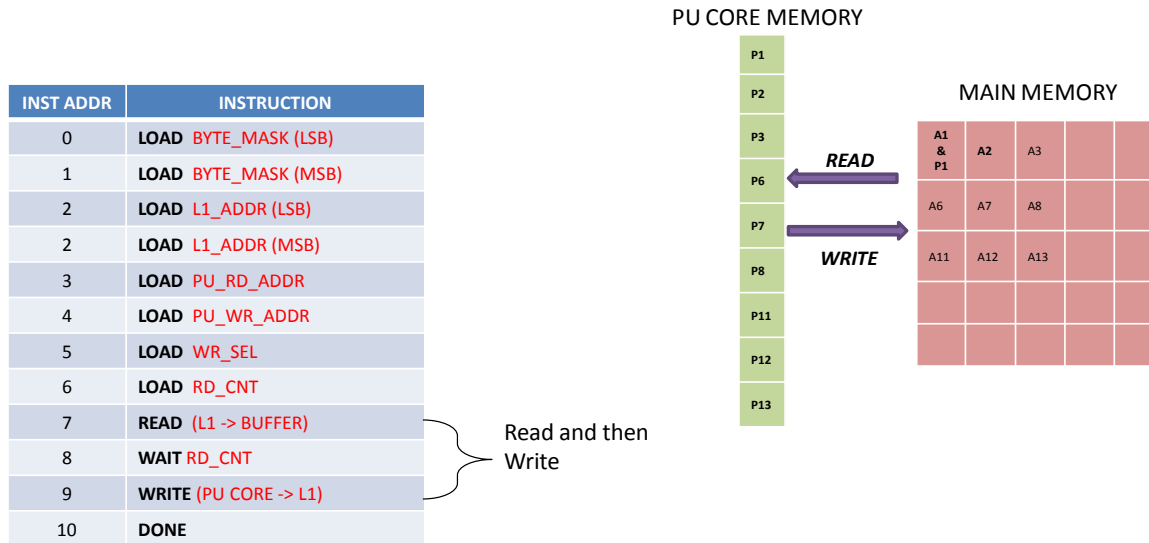 PU CORE MEMORY
P1
P2
P3
P6
P7
P8
P11
P12
P13
READ
WRITE
MAIN MEMORY
A1
&
P1
A2
A3
A6
A7
A8
A11
A12
A13
INST ADDR INSTRUCTION
0 LOAD BYTE_MASK (LSB)
1 LOAD BYTE_MASK (MSB)
2 LOAD L1_ADDR (LSB)
2 LOAD L1_ADDR (MSB)
3 LOAD PU_RD_ADDR
4 LOAD PU_WR_ADDR
5 LOAD WR_SEL
6 LOAD RD_CNT
7 READ (L1 -> BUFFER)
8 WAIT RD_CNT
9 WRITE (PU CORE -> L1)
10 DONE
Read and then
Write